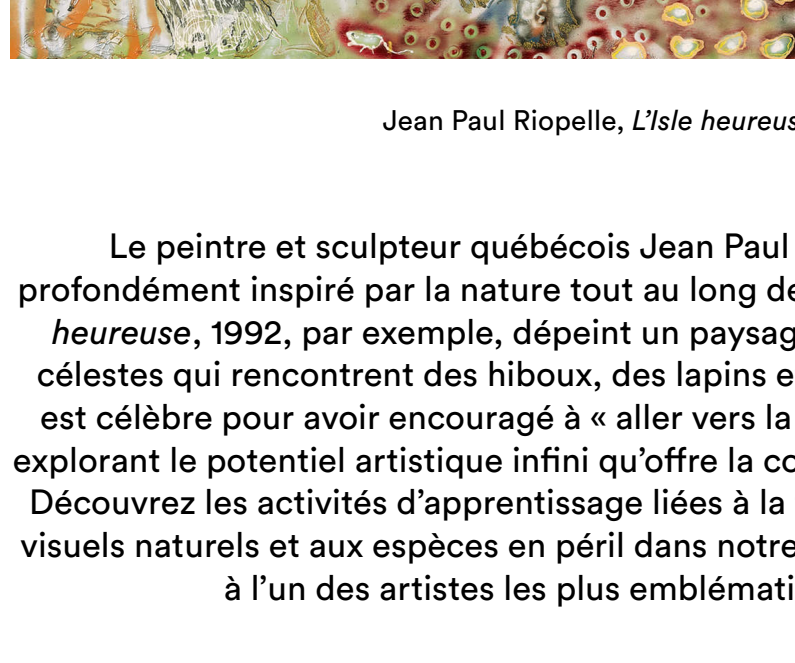 Jean Paul Riopelle, L’Isle heureus
Le peintre et sculpteur québécois Jean Paul
profondément inspiré par la nature tout au long de
heureuse, 1992, par exemple, dépeint un paysag
célestes qui rencontrent des hiboux, des lapins e
est célèbre pour avoir encouragé à « aller vers la
explorant le potentiel artistique infini qu’offre la co
Découvrez les activités d’apprentissage liées à la
visuels naturels et aux espèces en péril dans notre
à l’un des artistes les plus emblémati